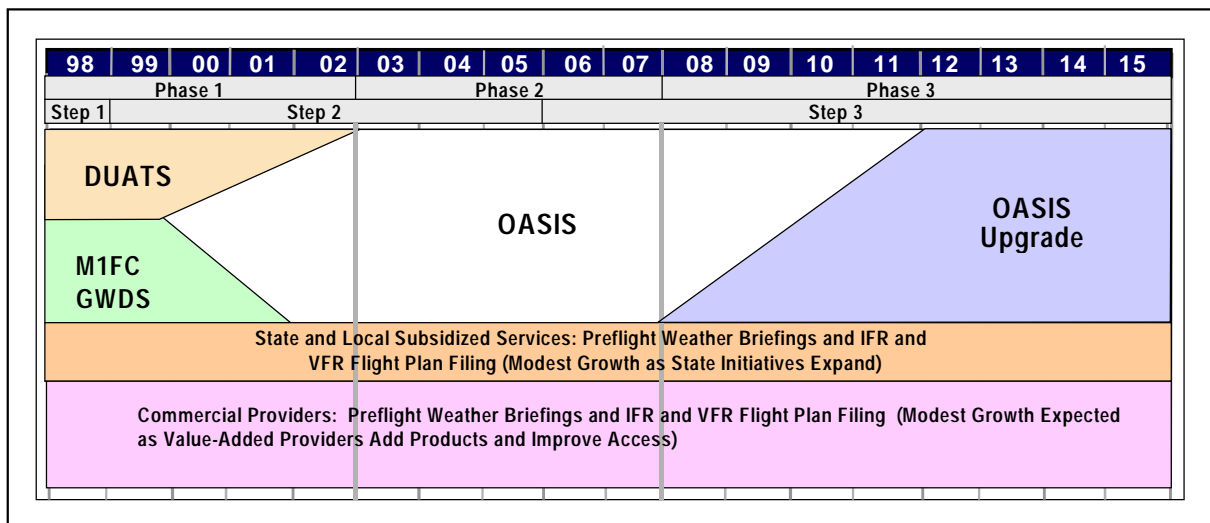 98 99 00 01 02 03 04 05 06 07 08 09 10 11 12 13 14 15
Phase 1 Phase 2 Phase 3
Step 1 Step 2 Step 3
DUATS
M1FC
GWDS
OASIS
OASIS
Upgrade
State and Local Subsidized Services: Preflight Weather Briefings and IFR and
VFR Flight Plan Filing (Modest Growth as State Initiatives Expand)
Commercial Providers: Preflight Weather Briefings and IFR and VFR Flight Plan Filing (Modest Growth Expected
as Value-Added Providers Add Products and Improve Access)